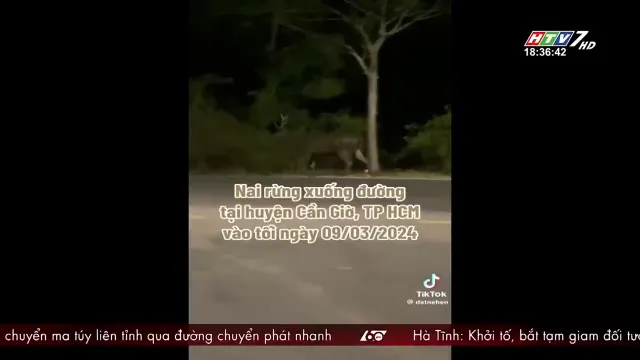 HTV7 HD
18:36:42
Nai rừng xuống đường
tại huyện Cần Giờ, TP HCM
vào tối ngày 09/03/2024
TikTok
@datnehen
chuyển ma túy liên tỉnh qua đường chuyển phát nhanh
60
Hà Tĩnh: Khởi tố, bắt tạm giam đối tư